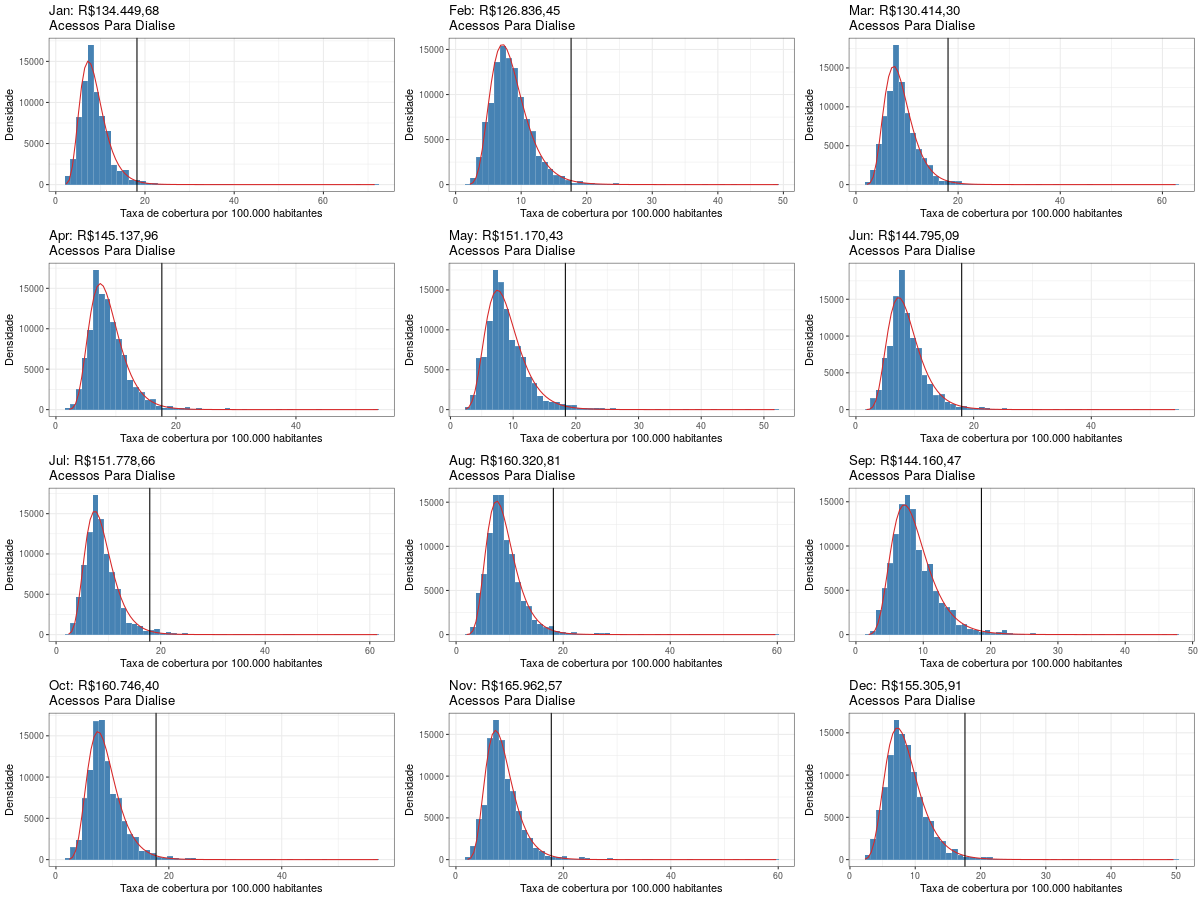 Jan: R$134.449,68
Acessos Para Dialise
Densidade
15000
10000
5000
0
0 20 40 60
Taxa de cobertura por 100.000 habitantes
Feb: R$126.836,45
Acessos Para Dialise
Densidade
15000
10000
5000
0
0 10 20 30 40 50
Taxa de cobertura por 100.000 habitantes
Mar: R$130.414,30
Acessos Para Dialise
Densidade
15000
10000
5000
0
0 20 40 60
Taxa de cobertura por 100.000 habitantes
Apr: R$145.137,96
Acessos Para Dialise
Densidade
15000
10000
5000
0
0 20 40
Taxa de cobertura por 100.000 habitantes
May: R$151.170,43
Acessos Para Dialise
Densidade
15000
10000
5000
0
0 10 20 30 40 50
Taxa de cobertura por 100.000 habitantes
Jun: R$144.795,09
Acessos Para Dialise
Densidade
15000
10000
5000
0
0 20 40
Taxa de cobertura por 100.000 habitantes
Jul: R$151.778,66
Acessos Para Dialise
Densidade
15000
10000
5000
0
0 20 40 60
Taxa de cobertura por 100.000 habitantes
Aug: R$160.320,81
Acessos Para Dialise
Densidade
15000
10000
5000
0
0 20 40 60
Taxa de cobertura por 100.000 habitantes
Sep: R$144.160,47
Acessos Para Dialise
Densidade
15000
10000
5000
0
0 10 20 30 40 50
Taxa de cobertura por 100.000 habitantes
Oct: R$160.746,40
Acessos Para Dialise
Densidade
15000
10000
5000
0
0 20 40
Taxa de cobertura por 100.000 habitantes
Nov: R$165.962,57
Acessos Para Dialise
Densidade
15000
10000
5000
0
0 20 40 60
Taxa de cobertura por 100.000 habitantes
Dec: R$155.305,91
Acessos Para Dialise
Densidade
15000
10000
5000
0
0 10 20 30 40 50
Taxa de cobertura por 100.000 habitantes